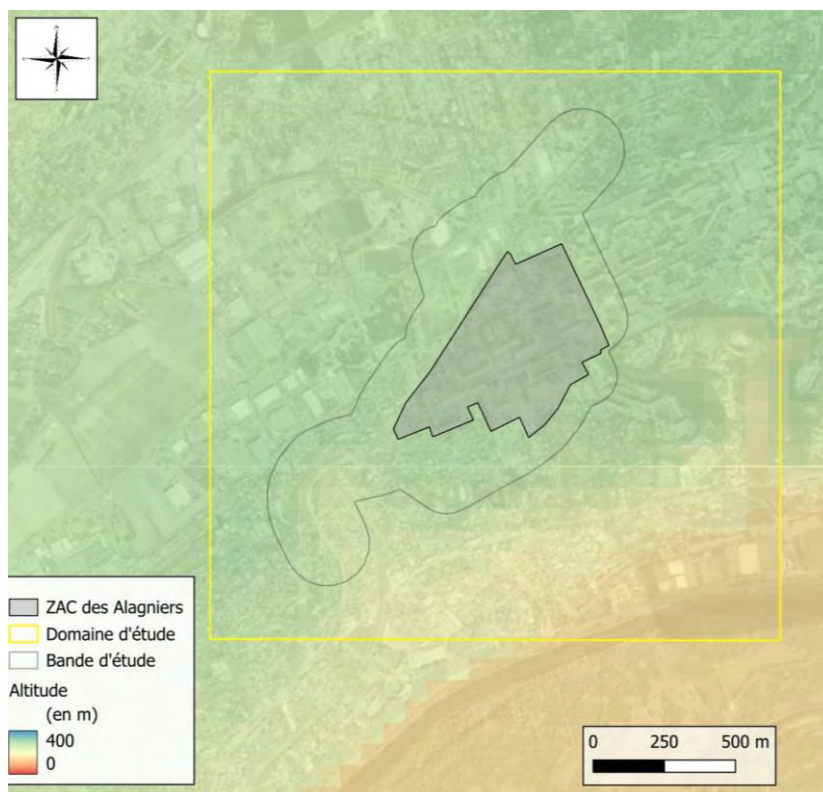 ZAC des Alagniers
Domaine d'étude
Bande d'étude
Altitude
(en m)
400
0
0 250 500 m